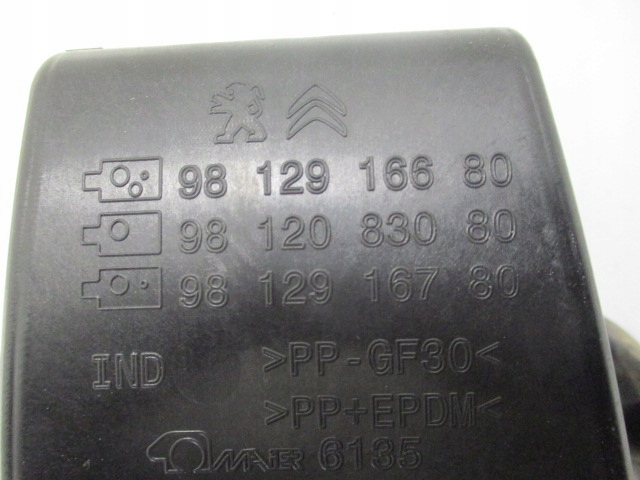 98 129 166 80
98 120 830 80
98 129 167 80
IND >PP-GF30<
>PP+EPDM<
MAIER 6135